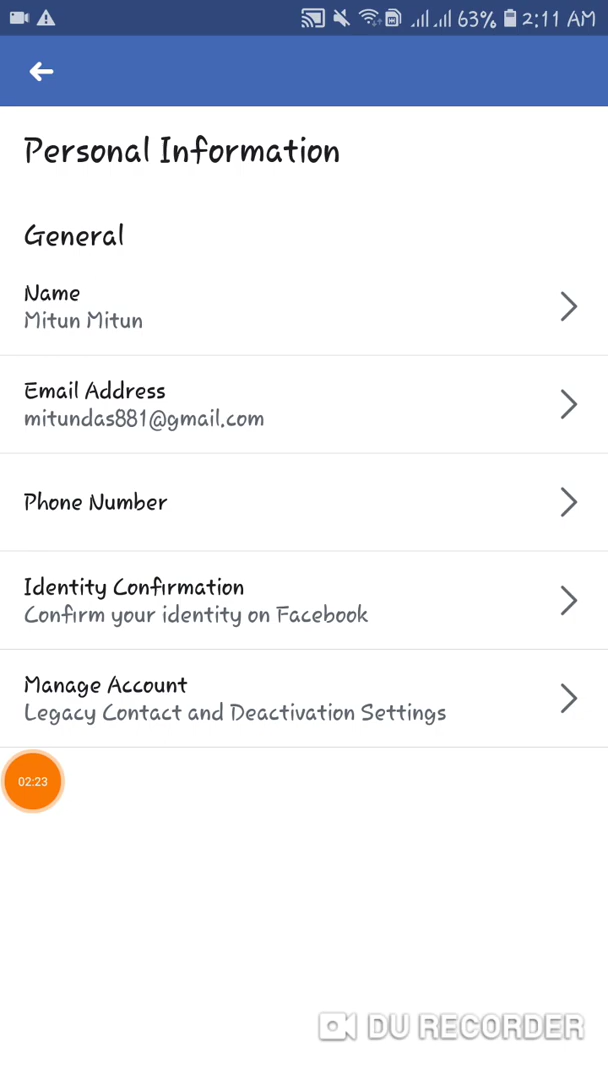 63% 2:11 AM
Personal Information
General
Name
Mitun Mitun
Email Address
mitundas881@gmail.com
Phone Number
Identity Confirmation
Confirm your identity on Facebook
Manage Account
Legacy Contact and Deactivation Settings
02:23
DU RECORDER